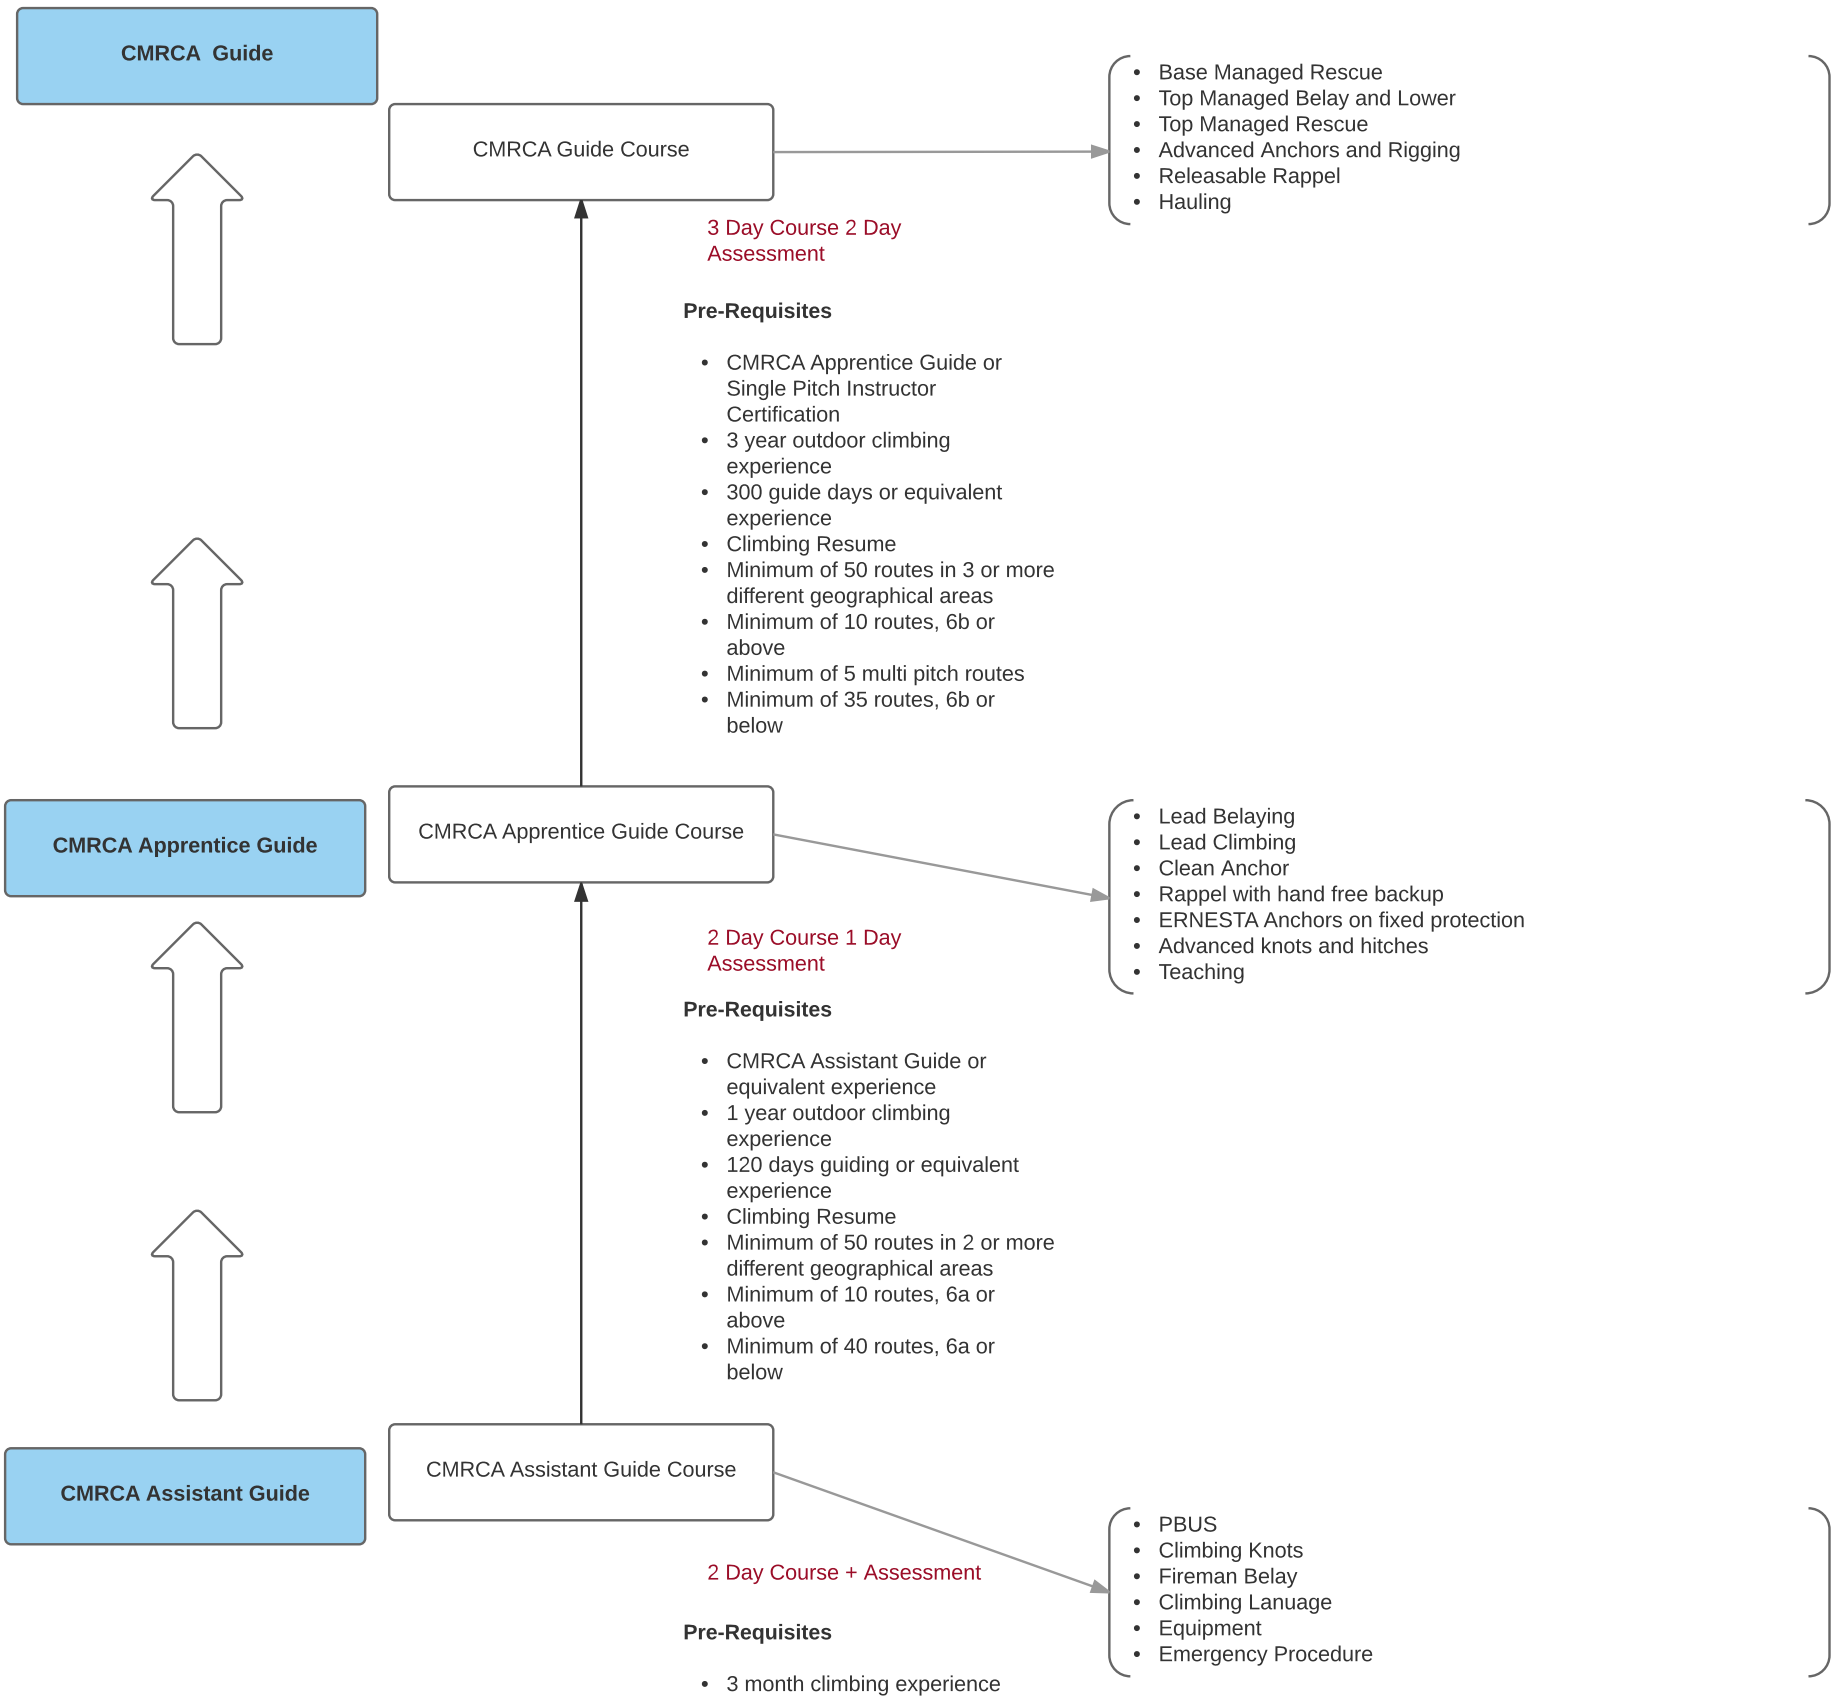 CMRCA  Guide
CMRCA Guide Course
• Base Managed Rescue
• Top Managed Belay and Lower
• Top Managed Rescue
• Advanced Anchors and Rigging
• Releasable Rappel
• Hauling
3 Day Course 2 Day
Assessment
Pre-Requisites
• CMRCA Apprentice Guide or
Single Pitch Instructor
Certification
• 3 year outdoor climbing
experience
• 300 guide days or equivalent
experience
• Climbing Resume
• Minimum of 50 routes in 3 or more
different geographical areas
• Minimum of 10 routes, 6b or
above
• Minimum of 5 multi pitch routes
• Minimum of 35 routes, 6b or
below
CMRCA Apprentice Guide
CMRCA Apprentice Guide Course
• Lead Belaying
• Lead Climbing
• Clean Anchor
• Rappel with hand free backup
• ERNESTA Anchors on fixed protection
• Advanced knots and hitches
• Teaching
2 Day Course 1 Day
Assessment
Pre-Requisites
• CMRCA Assistant Guide or
equivalent experience
• 1 year outdoor climbing
experience
• 120 days guiding or equivalent
experience
• Climbing Resume
• Minimum of 50 routes in 2 or more
different geographical areas
• Minimum of 10 routes, 6a or
above
• Minimum of 40 routes, 6a or
below
CMRCA Assistant Guide
CMRCA Assistant Guide Course
• PBUS
• Climbing Knots
• Fireman Belay
• Climbing Lanuage
• Equipment
• Emergency Procedure
2 Day Course + Assessment
Pre-Requisites
• 3 month climbing experience